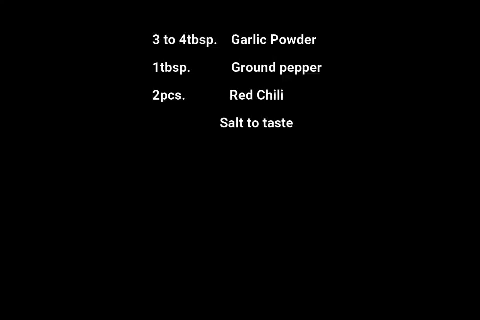 3 to 4tbsp. Garlic Powder
1tbsp. Ground pepper
2pcs. Red Chili
Salt to taste